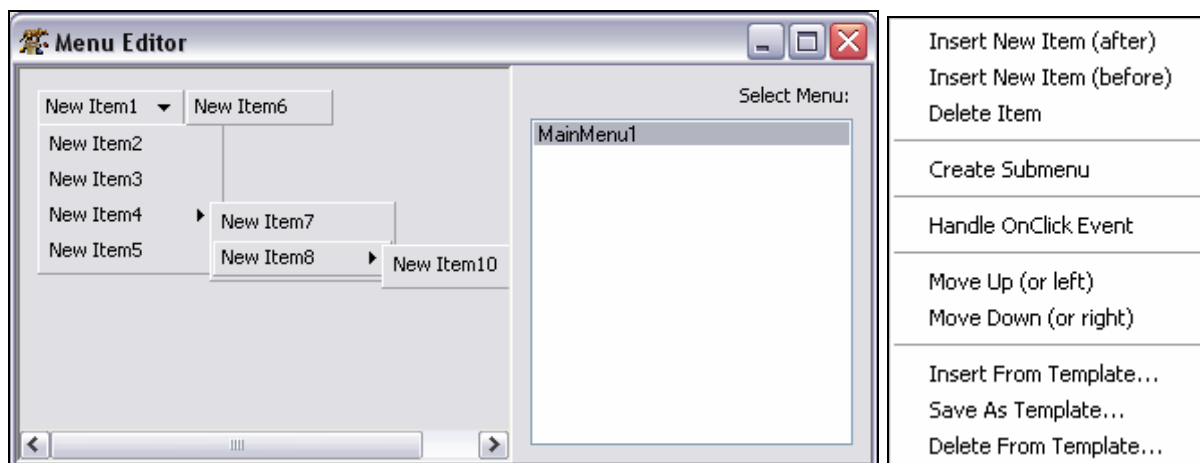 Menu Editor
Select Menu:
New Item1 New Item6
MainMenu1
New Item2
New Item3
New Item4
New Item7
New Item5
New Item8
New Item10
Insert New Item (after)
Insert New Item (before)
Delete Item
Create Submenu
Handle OnClick Event
Move Up (or left)
Move Down (or right)
Insert From Template...
Save As Template...
Delete From Template...